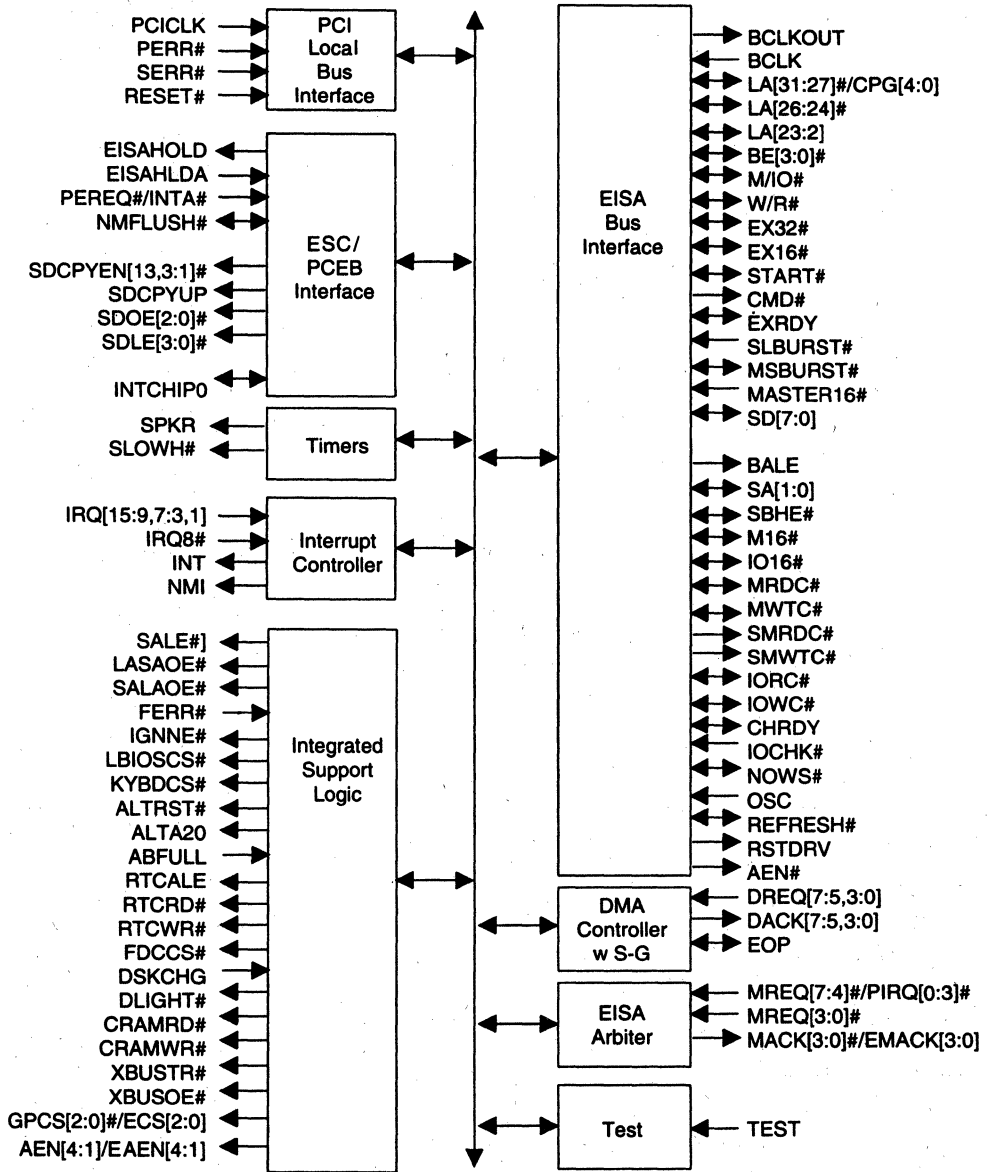 PCICLK
PERR#
SERR#
RESET#
PCI
Local
Bus
Interface
EISAHOLD
EISAHLDA
PEREQ#/INTA#
NMFLUSH#
SDCPYEN[13,3:1]#
SDCPYUP
SDOE[2:0]#
SDLE[3:0]#
INTCHIP0
ESC/
PCEB
Interface
SPKR
SLOWH#
Timers
IRQ[15:9,7:3,1]
IRQ8#
INT
NMI
Interrupt
Controller
SALE#]
LASAOE#
SALAOE#
FERR#
IGNNE#
LBIOSCS#
KYBDCS#
ALTRST#
ALTA20
ABFULL
RTCALE
RTCRD#
RTCWR#
FDCCS#
DSKCHG
DLIGHT#
CRAMRD#
CRAMWR#
XBUSTR#
XBUSOE#
GPCS[2:0]#/ECS[2:0]
AEN[4:1]/EAEN[4:1]
Integrated
Support
Logic
EISA
Bus
Interface
BCLKOUT
BCLK
LA[31:27]#/CPG[4:0]
LA[26:24]#
LA[23:2]
BE[3:0]#
M/IO#
W/R#
EX32#
EX16#
START#
CMD#
EXRDY
SLBURST#
MSBURST#
MASTER16#
SD[7:0]
BALE
SA[1:0]
SBHE#
M16#
IO16#
MRDC#
MWTC#
SMRDC#
SMWTC#
IORC#
IOWC#
CHRDY
IOCHK#
NOWS#
OSC
REFRESH#
RSTDRV
AEN#
DMA
Controller
w S-G
DREQ[7:5,3:0]
DACK[7:5,3:0]
EOP
EISA
Arbiter
MREQ[7:4]#/PIRQ[0:3]#
MREQ[3:0]#
MACK[3:0]#/EMACK[3:0]
Test
TEST